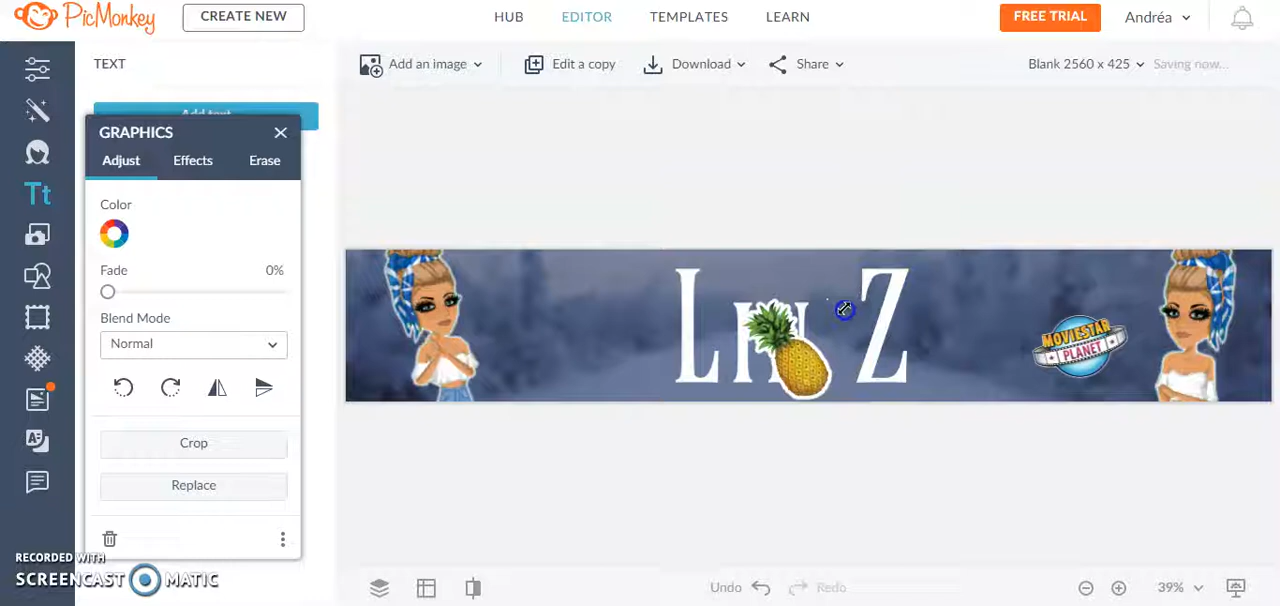 PicMonkey
CREATE NEW
HUB
EDITOR
TEMPLATES
LEARN
FREE TRIAL
Andréa
TEXT
Add an image
Edit a copy
Download
Share
Blank 2560 x 425
Saving now...
Add text
GRAPHICS
Adjust
Effects
Erase
Color
Fade
0%
Blend Mode
Normal
Crop
Replace
L
Z
MOVIESTAR
PLANET
RECORDED WITH
SCREENCAST MATIC
Undo
Redo
39%